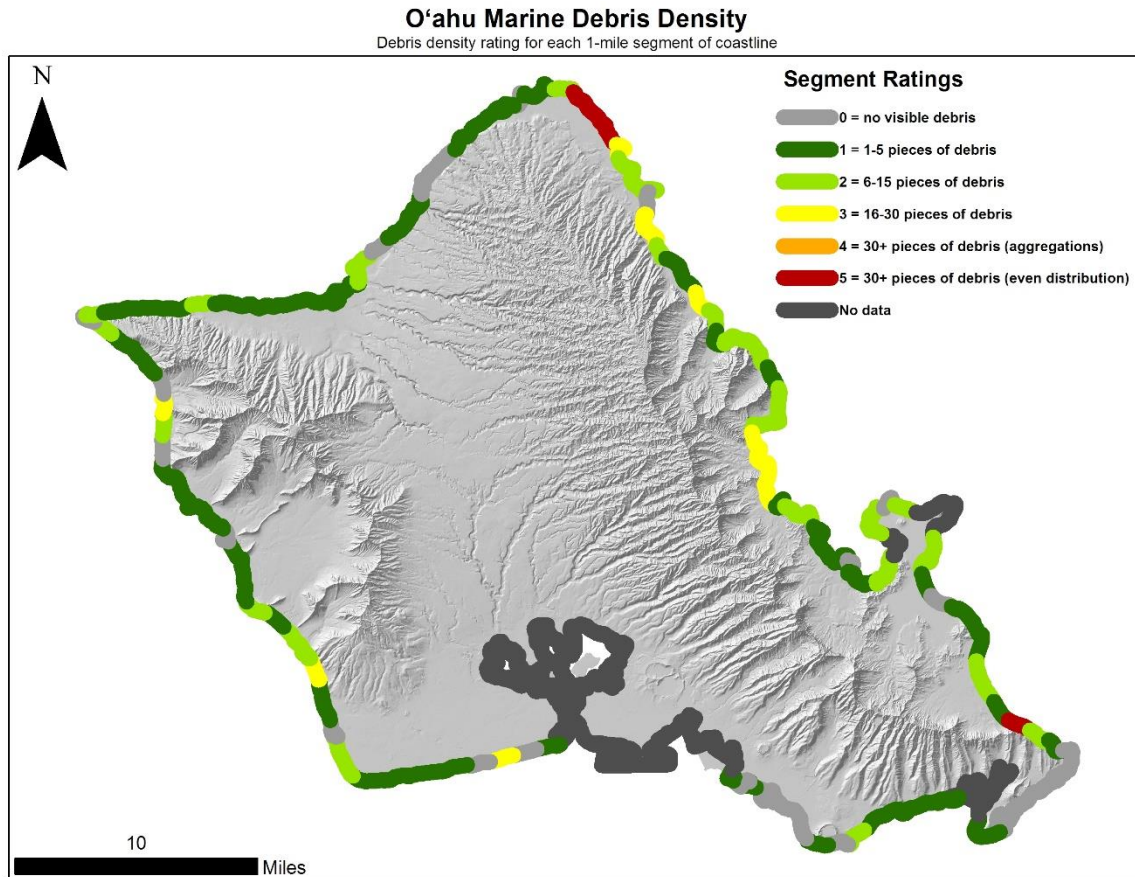 Oʻahu Marine Debris Density
Debris density rating for each 1-mile segment of coastline
N
Segment Ratings
0 = no visible debris
1 = 1-5 pieces of debris
2 = 6-15 pieces of debris
3 = 16-30 pieces of debris
4 = 30+ pieces of debris (aggregations)
5 = 30+ pieces of debris (even distribution)
No data
10
Miles